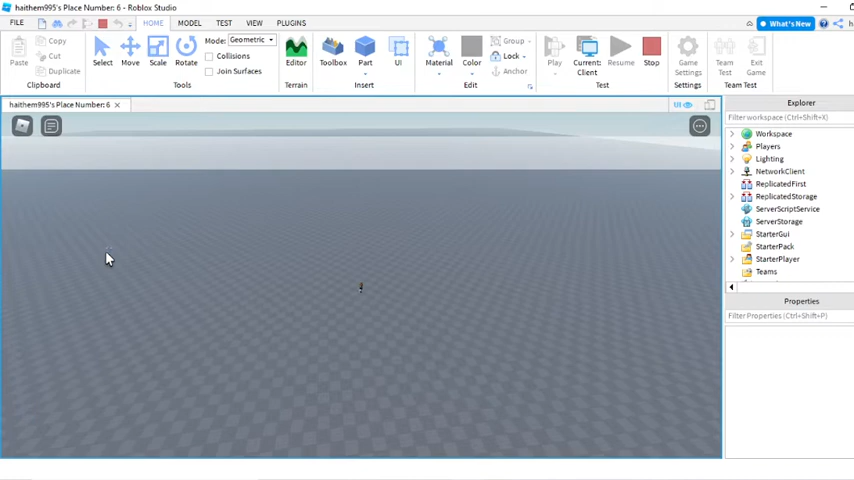 haithem995's Place Number: 6 - Roblox Studio
FILE
HOME MODEL TEST VIEW PLUGINS
What's New
Paste
Copy
Cut
Duplicate
Clipboard
Select Move Scale Rotate
Mode: Geometric
Collisions
Join Surfaces
Tools
Editor
Terrain
Toolbox Part UI
Insert
Material Color
Group
Lock
Anchor
Edit
Play
Current:
Client
Resume Stop
Test
Game
Settings
Settings
Team
Test
Exit
Game
Team Test
haithem995's Place Number: 6
UI
Explorer
Filter workspace (Ctrl+Shift+X)
Workspace
Players
Lighting
NetworkClient
ReplicatedFirst
ReplicatedStorage
ServerScriptService
ServerStorage
StarterGui
StarterPack
StarterPlayer
Teams
Properties
Filter Properties (Ctrl+Shift+P)